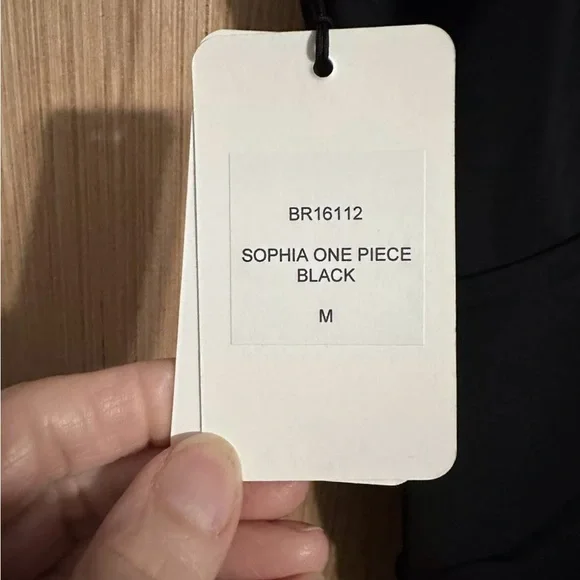 BR16112
SOPHIA ONE PIECE
BLACK
M